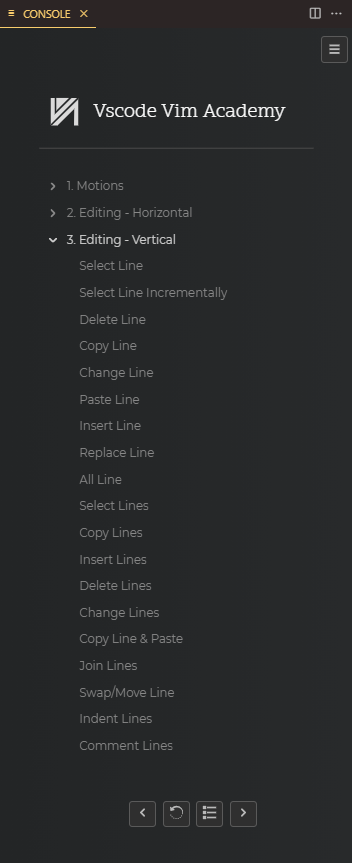 CONSOLE
Vscode Vim Academy
1. Motions
2. Editing - Horizontal
3. Editing - Vertical
Select Line
Select Line Incrementally
Delete Line
Copy Line
Change Line
Paste Line
Insert Line
Replace Line
All Line
Select Lines
Copy Lines
Insert Lines
Delete Lines
Change Lines
Copy Line & Paste
Join Lines
Swap/Move Line
Indent Lines
Comment Lines